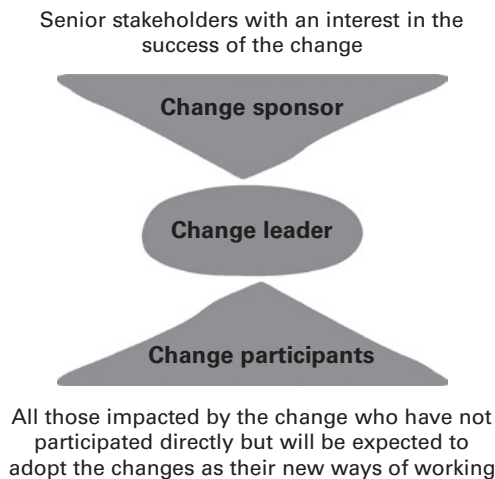 Senior stakeholders with an interest in the
success of the change
Change sponsor
Change leader
Change participants
All those impacted by the change who have not
participated directly but will be expected to
adopt the changes as their new ways of working